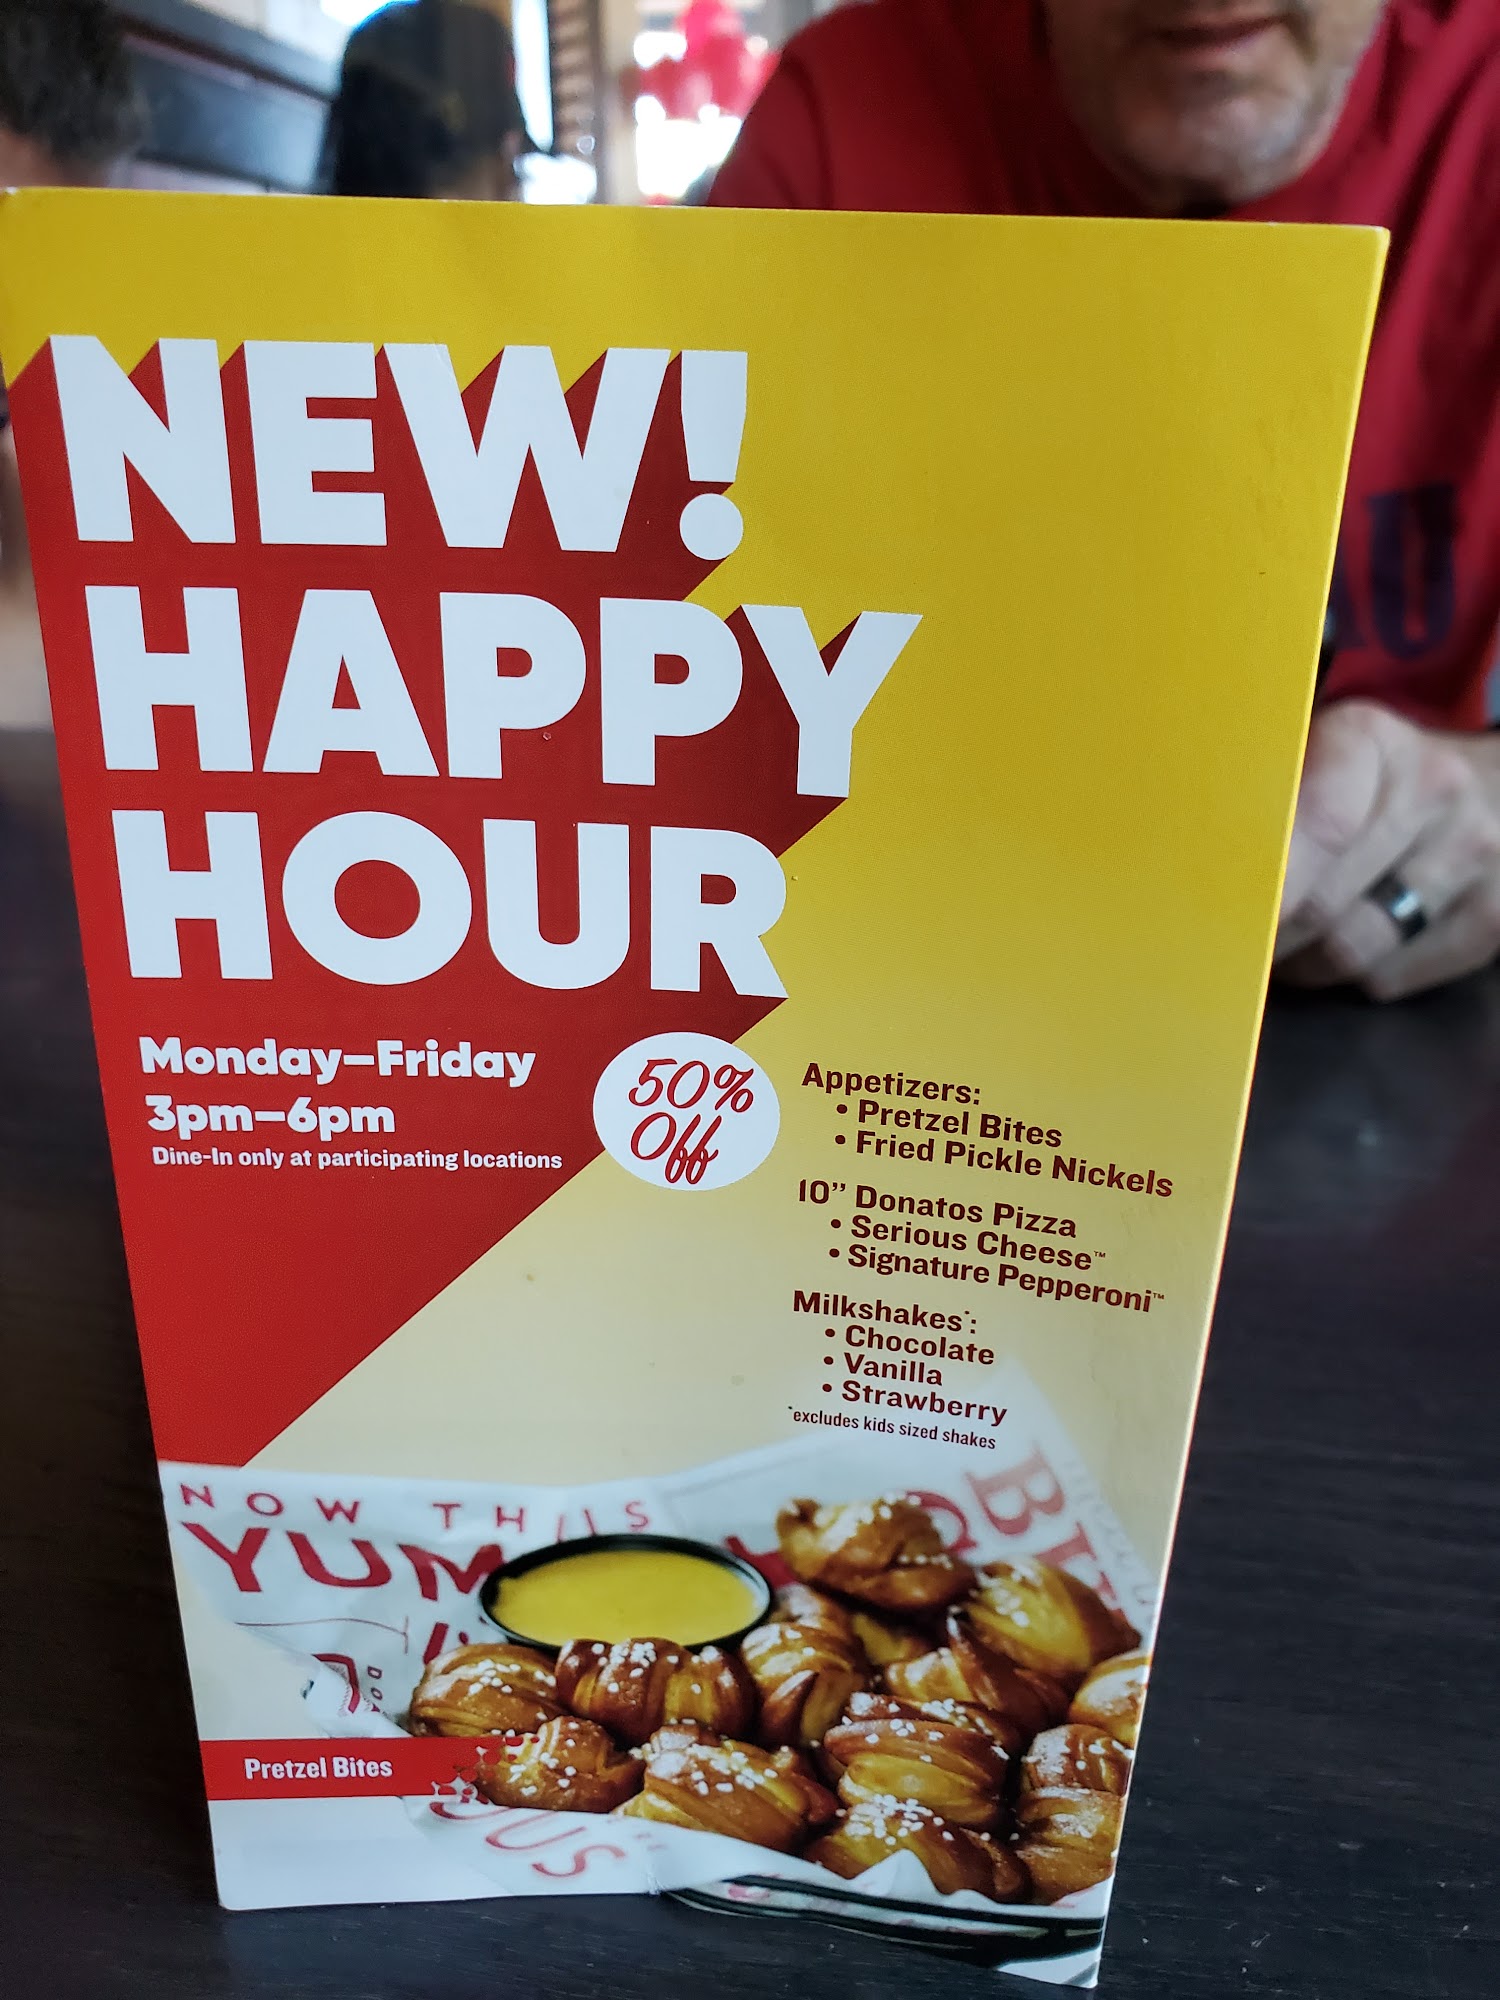 NEW!
HAPPY
HOUR
Monday–Friday
3pm–6pm
Dine-In only at participating locations
50%
Off
Appetizers:
• Pretzel Bites
• Fried Pickle Nickels
10” Donatos Pizza
• Serious Cheese™
• Signature Pepperoni™
Milkshakes*:
• Chocolate
• Vanilla
• Strawberry
*excludes kids sized shakes
NOW THIS
YUM
Pretzel Bites